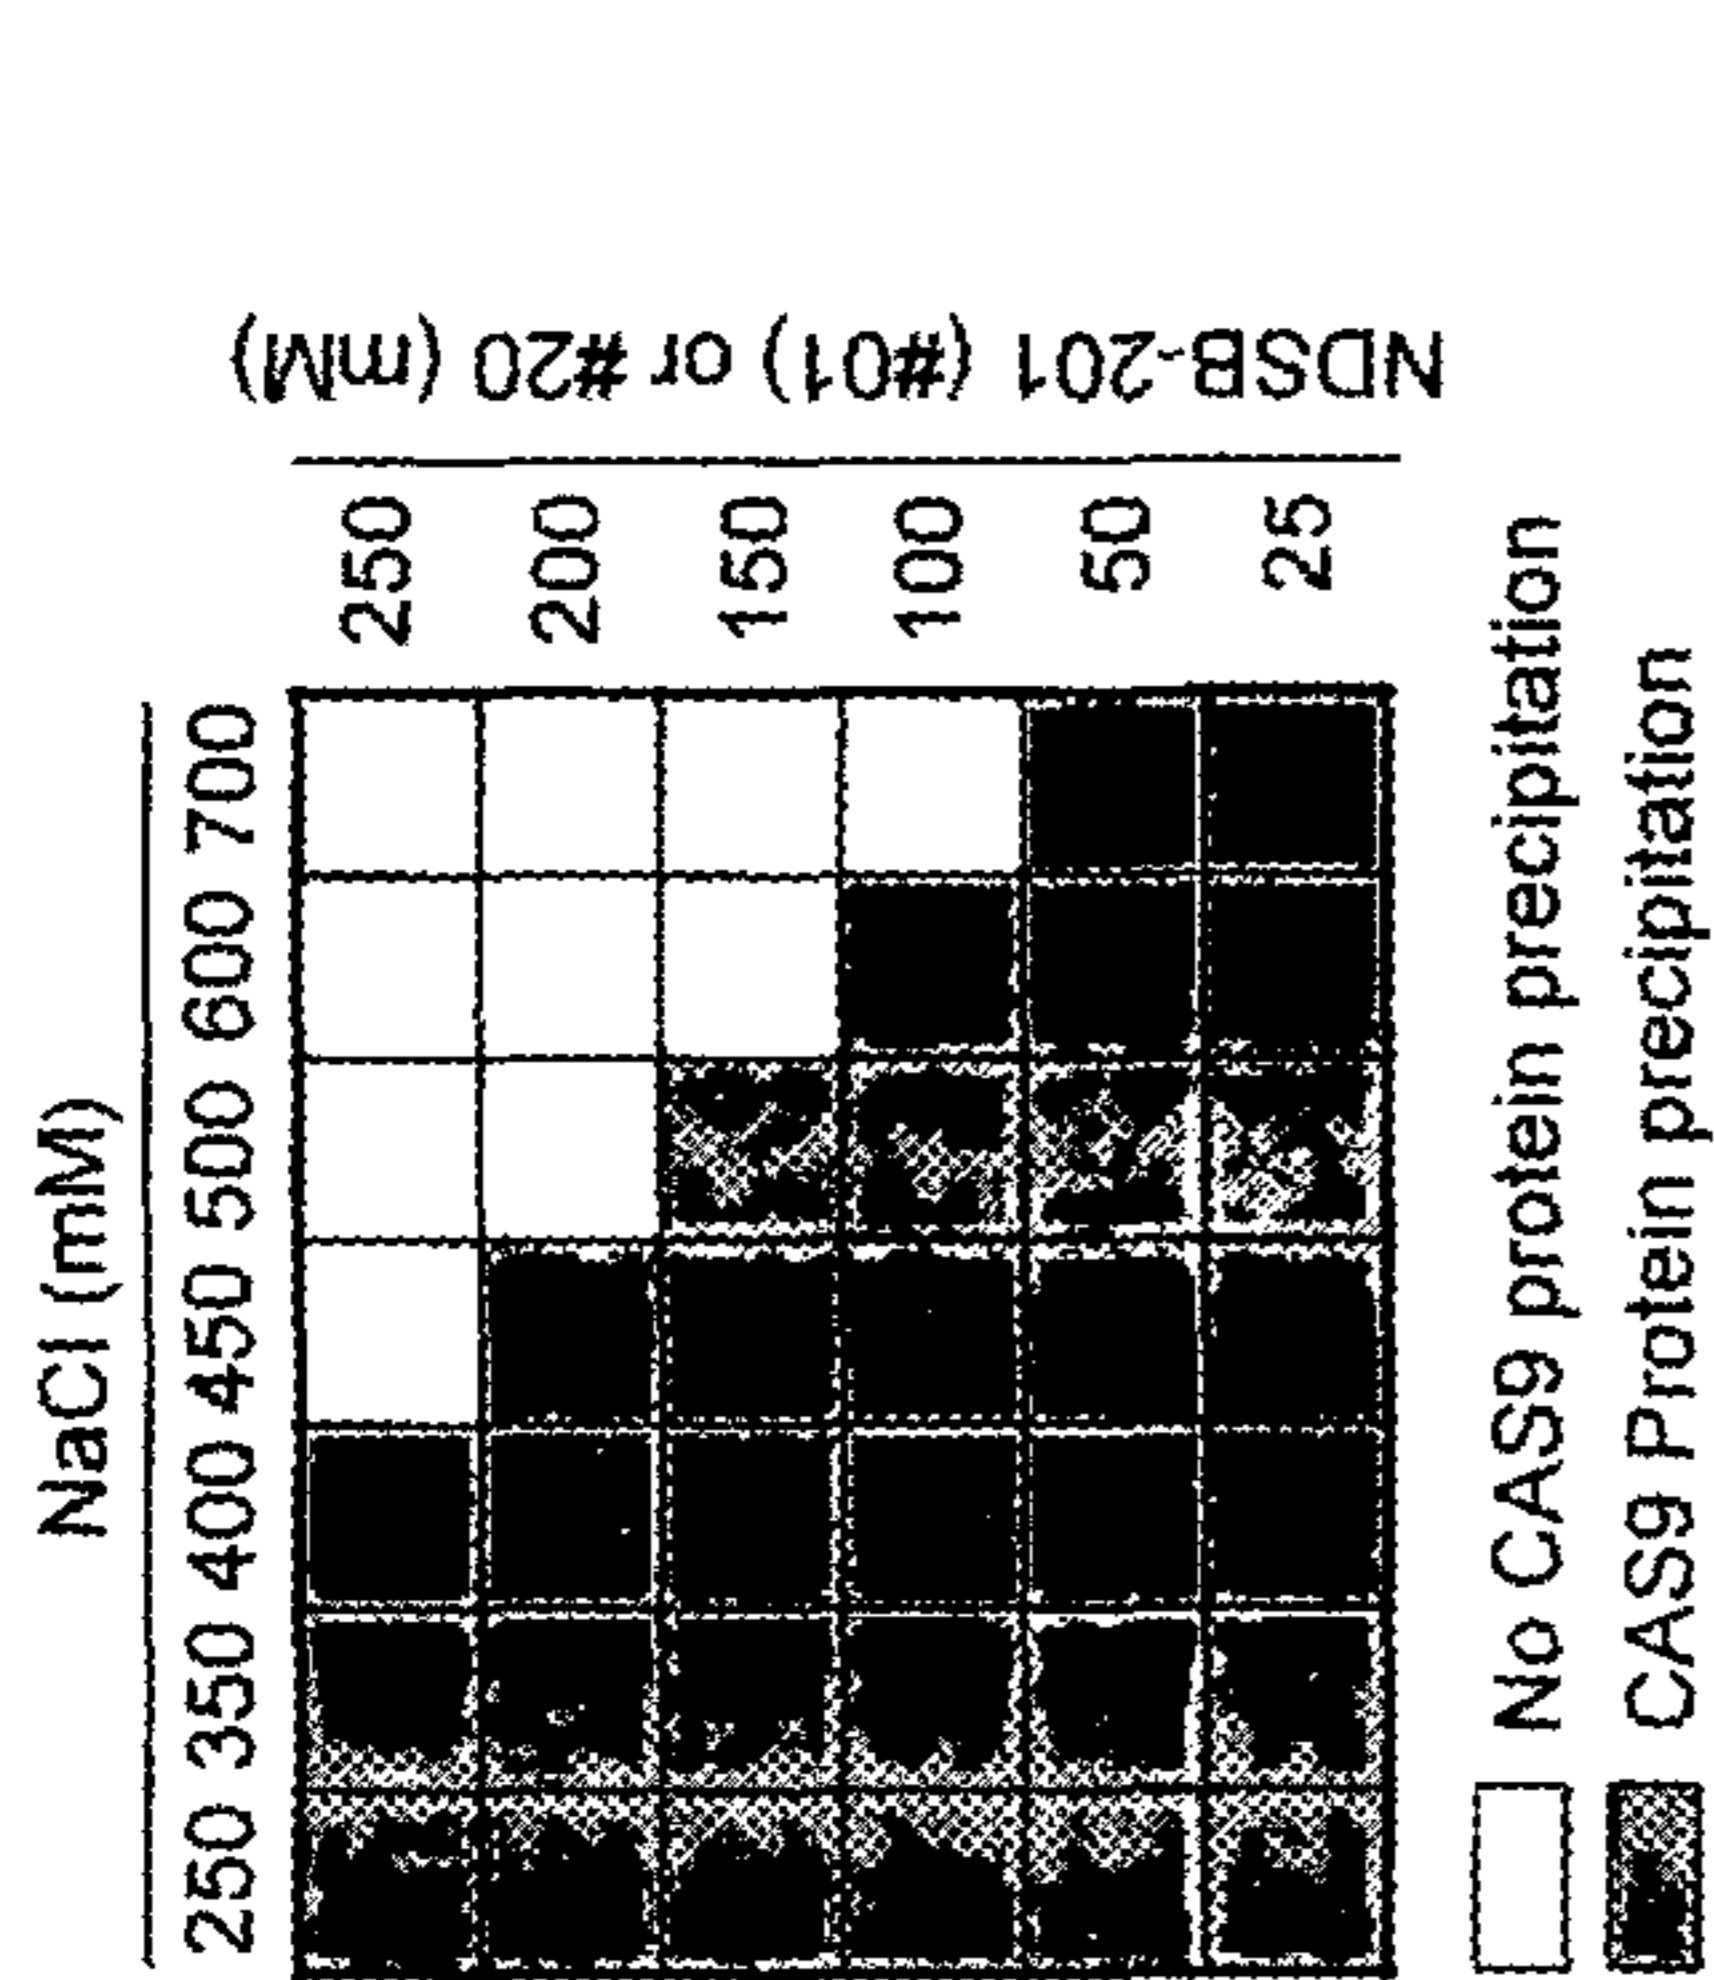 NaCl (mM)
250 350 400 450 500 600 700
250
200
150
100
50
25
NDSB-201 (#01) or #20 (mM)
No CAS9 protein precipitation
CAS9 Protein precipitation